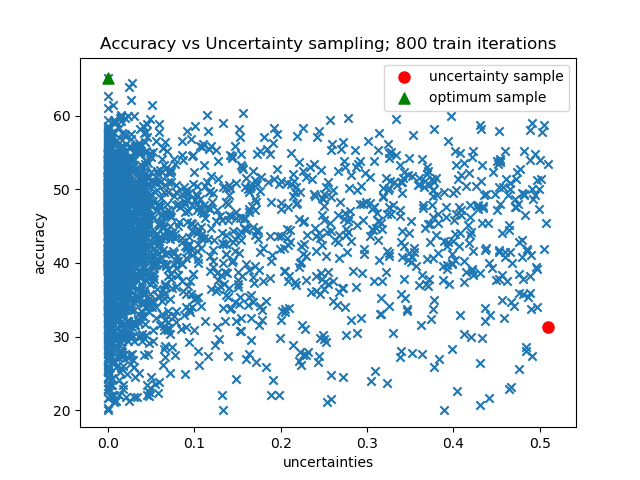 Accuracy vs Uncertainty sampling; 800 train iterations
uncertainty sample
optimum sample
accuracy
60
50
40
30
20
0.0 0.1 0.2 0.3 0.4 0.5
uncertainties